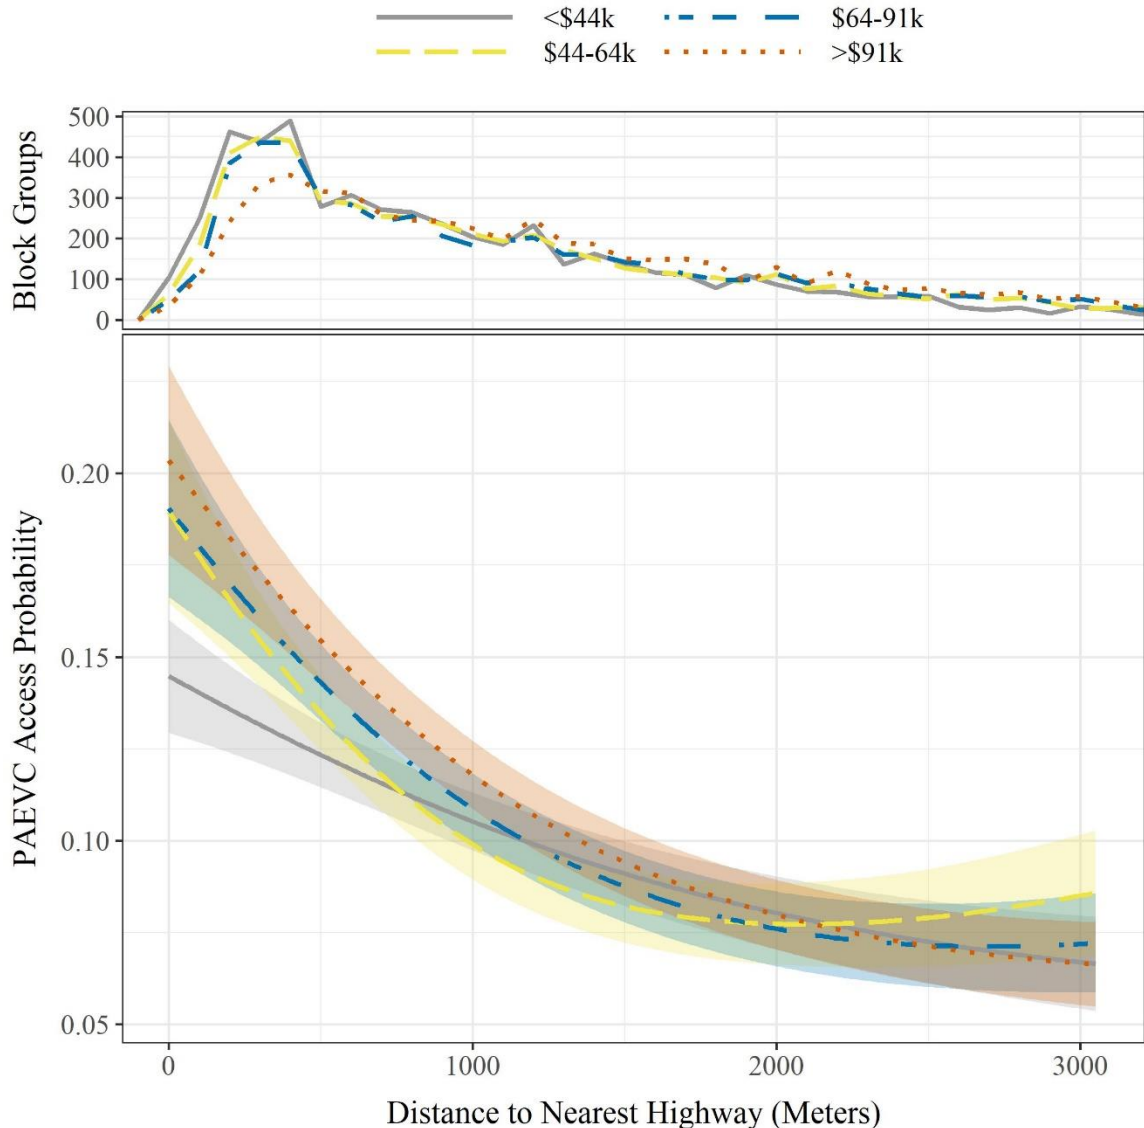 <$44k
$64-91k
$44-64k
>$91k
Block Groups
500
400
300
200
100
0
PAEVC Access Probability
0.20
0.15
0.10
0.05
0
1000
2000
3000
Distance to Nearest Highway (Meters)